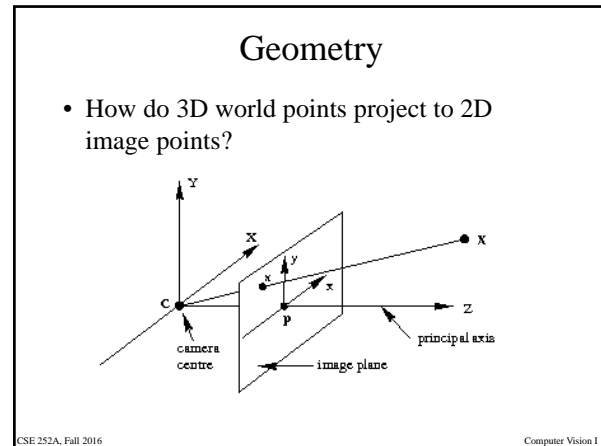 Geometry
• How do 3D world points project to 2D
image points?
Y
X
X
x
y
x
C
p
Z
camera
centre
principal axis
image plane
CSE 252A, Fall 2016
Computer Vision I